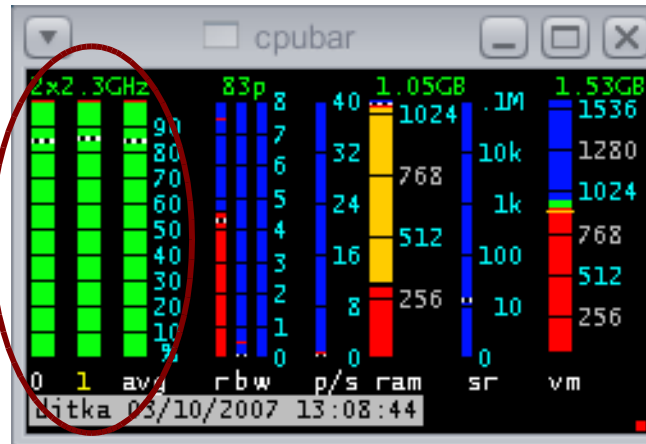 cpubar
2x2.3GHz 83p 1.05GB 1.53GB
90 80 70 60 50 40 30 20 10 %
8 7 6 5 4 3 2 1 0
40 32 24 16 8 0
1024 768 512 256
.1M 10k 1k 100 10 0
1536 1280 1024 768 512 256
0 1 avg r b w p/s ram sr vm
ditka 03/10/2007 13:08:44